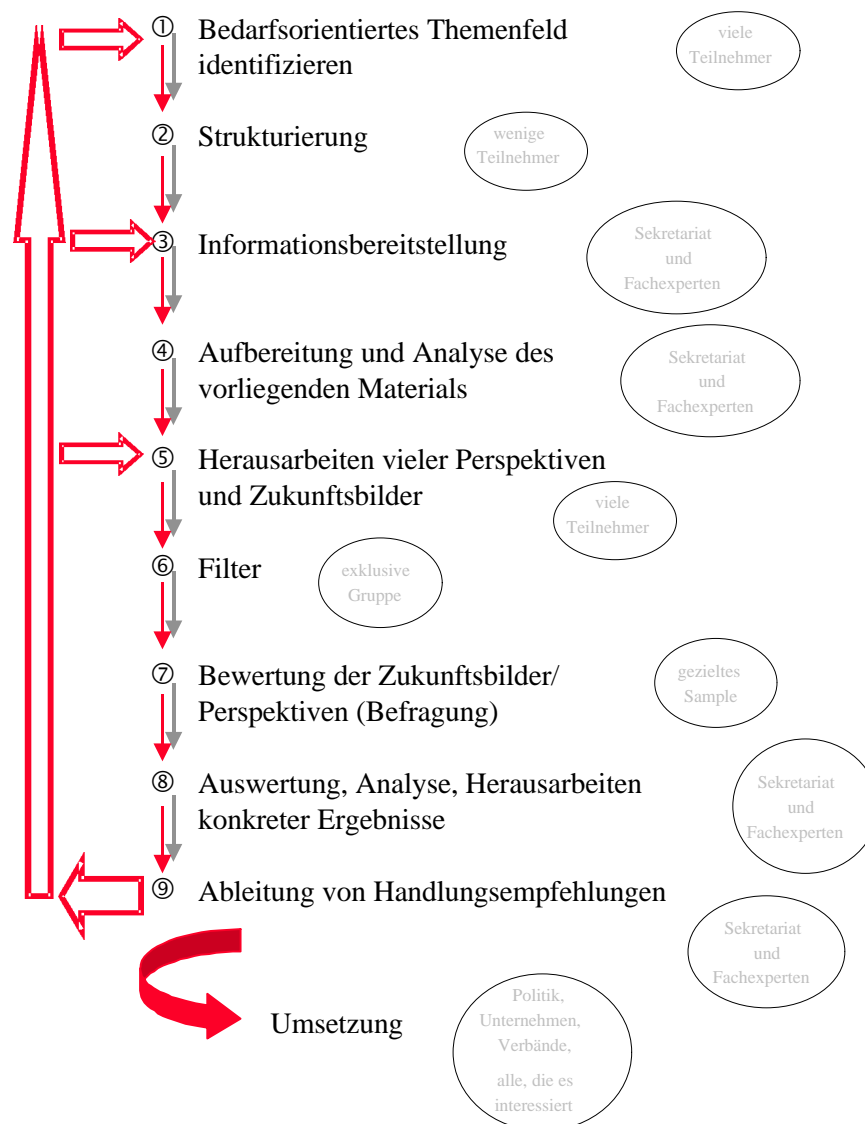 ① Bedarfsorientiertes Themenfeld
identifizieren
viele
Teilnehmer
② Strukturierung
wenige
Teilnehmer
③ Informationsbereitstellung
Sekretariat
und
Fachexperten
④ Aufbereitung und Analyse des
vorliegenden Materials
Sekretariat
und
Fachexperten
⑤ Herausarbeiten vieler Perspektiven
und Zukunftsbilder
viele
Teilnehmer
⑥ Filter
exklusive
Gruppe
⑦ Bewertung der Zukunftsbilder/
Perspektiven (Befragung)
gezieltes
Sample
⑧ Auswertung, Analyse, Herausarbeiten
konkreter Ergebnisse
Sekretariat
und
Fachexperten
⑨ Ableitung von Handlungsempfehlungen
Sekretariat
und
Fachexperten
Umsetzung
Politik,
Unternehmen,
Verbände,
alle, die es
interessiert